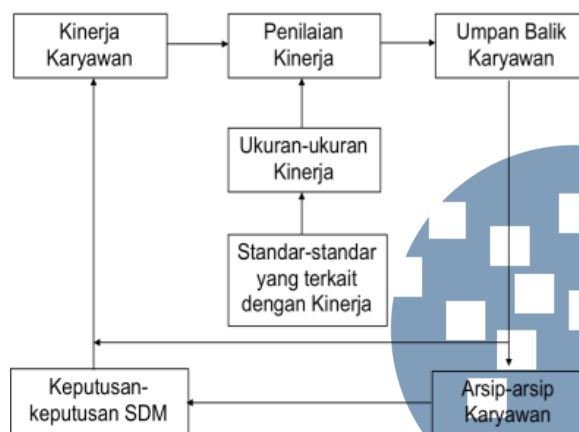 Kinerja
Karyawan
Penilaian
Kinerja
Umpan Balik
Karyawan
Ukuran-ukuran
Kinerja
Standar-standar
yang terkait
dengan Kinerja
Keputusan-
keputusan SDM
Arsip-arsip
Karyawan